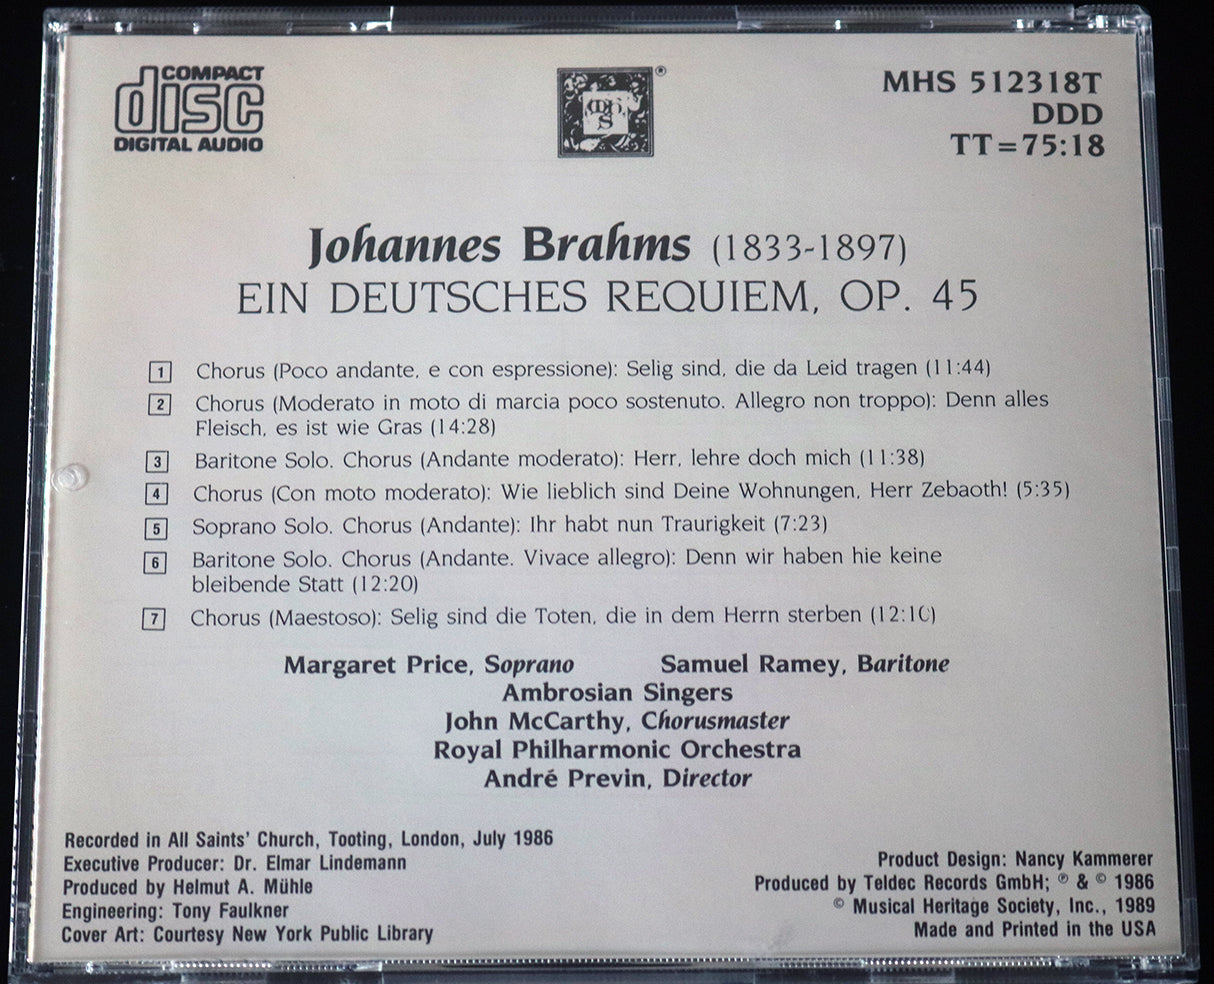 COMPACT
disc
DIGITAL AUDIO
MHS
®
MHS 512318T
DDD
TT=75:18
Johannes Brahms (1833-1897)
EIN DEUTSCHES REQUIEM, OP. 45
1 Chorus (Poco andante, e con espressione): Selig sind, die da Leid tragen (11:44)
2 Chorus (Moderato in moto di marcia poco sostenuto. Allegro non troppo): Denn alles
Fleisch, es ist wie Gras (14:28)
3 Baritone Solo. Chorus (Andante moderato): Herr, lehre doch mich (11:38)
4 Chorus (Con moto moderato): Wie lieblich sind Deine Wohnungen, Herr Zebaoth! (5:35)
5 Soprano Solo. Chorus (Andante): Ihr habt nun Traurigkeit (7:23)
6 Baritone Solo. Chorus (Andante. Vivace allegro): Denn wir haben hie keine
bleibende Statt (12:20)
7 Chorus (Maestoso): Selig sind die Toten, die in dem Herrn sterben (12:10)
Margaret Price, Soprano Samuel Ramey, Baritone
Ambrosian Singers
John McCarthy, Chorusmaster
Royal Philharmonic Orchestra
André Previn, Director
Recorded in All Saints' Church, Tooting, London, July 1986
Executive Producer: Dr. Elmar Lindemann
Produced by Helmut A. Mühle
Engineering: Tony Faulkner
Cover Art: Courtesy New York Public Library
Product Design: Nancy Kammerer
Produced by Teldec Records GmbH; ℗ & © 1986
© Musical Heritage Society, Inc., 1989
Made and Printed in the USA